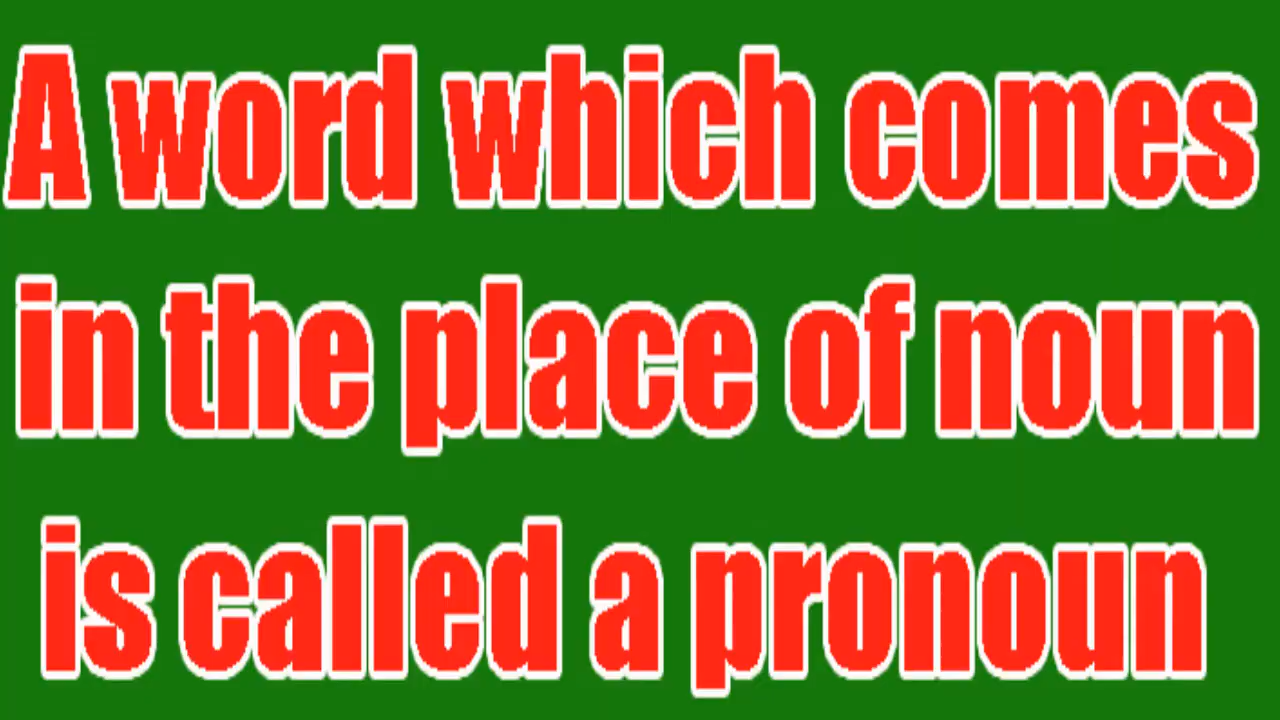 A word which comes
in the place of noun
is called a pronoun